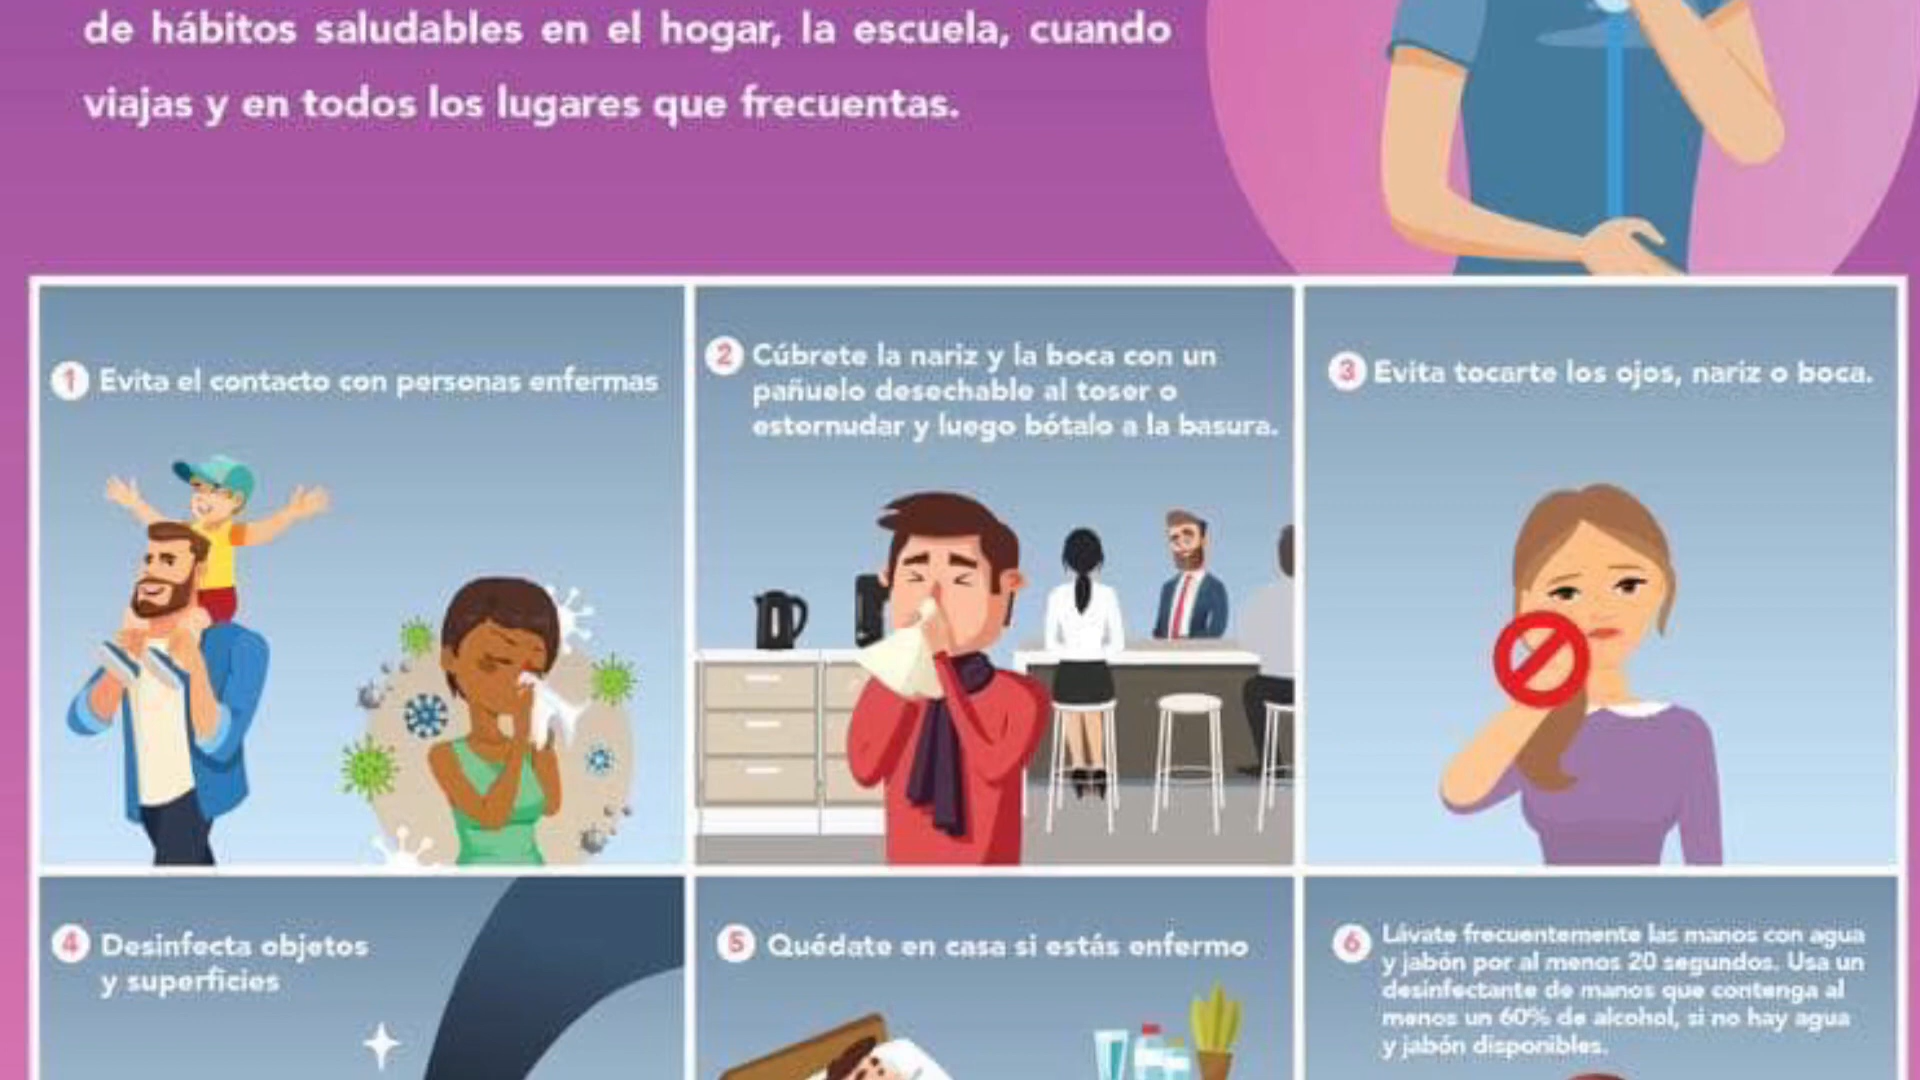 de hábitos saludables en el hogar, la escuela, cuando
viajas y en todos los lugares que frecuentas.
1 Evita el contacto con personas enfermas
2 Cúbrete la nariz y la boca con un
pañuelo desechable al toser o
estornudar y luego bótalo a la basura.
3 Evita tocarte los ojos, nariz o boca.
4 Desinfecta objetos
y superficies
5 Quédate en casa si estás enfermo
6 Lávate frecuentemente las manos con agua
y jabón por al menos 20 segundos. Usa un
desinfectante de manos que contenga al
menos un 60% de alcohol, si no hay agua
y jabón disponibles.